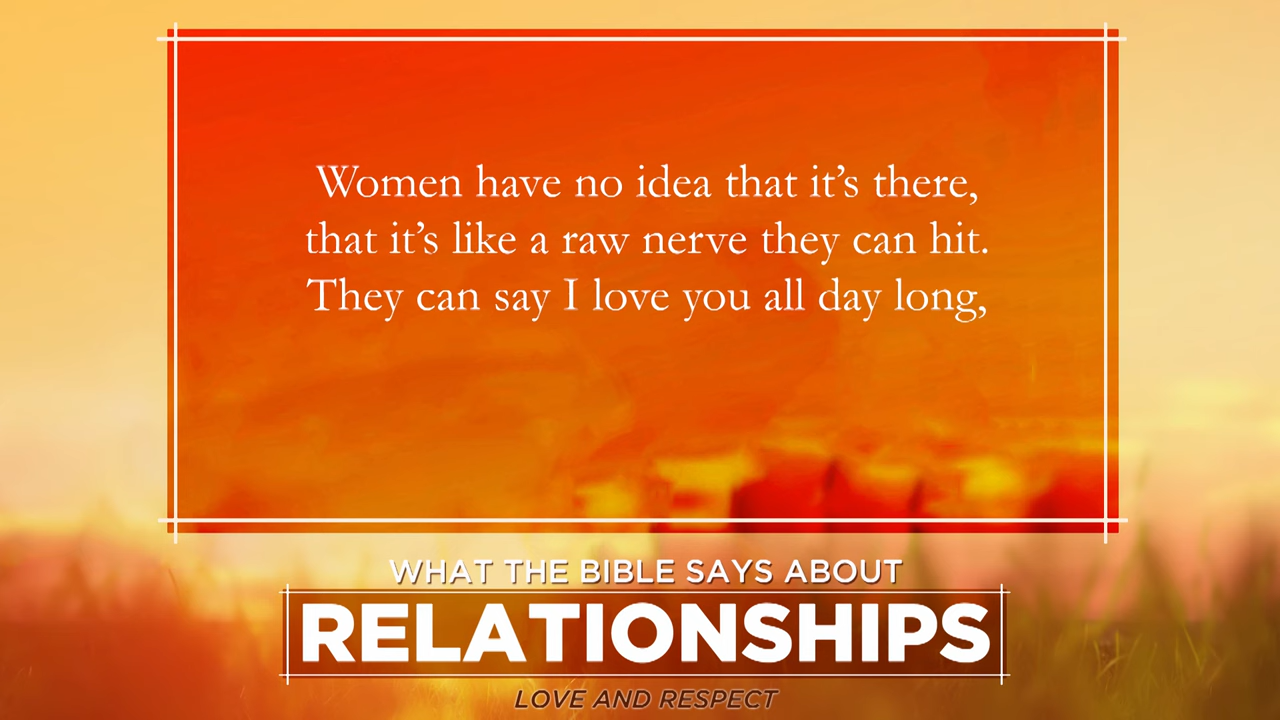 Women have no idea that it’s there,
that it’s like a raw nerve they can hit.
They can say I love you all day long,
WHAT THE BIBLE SAYS ABOUT
RELATIONSHIPS
LOVE AND RESPECT